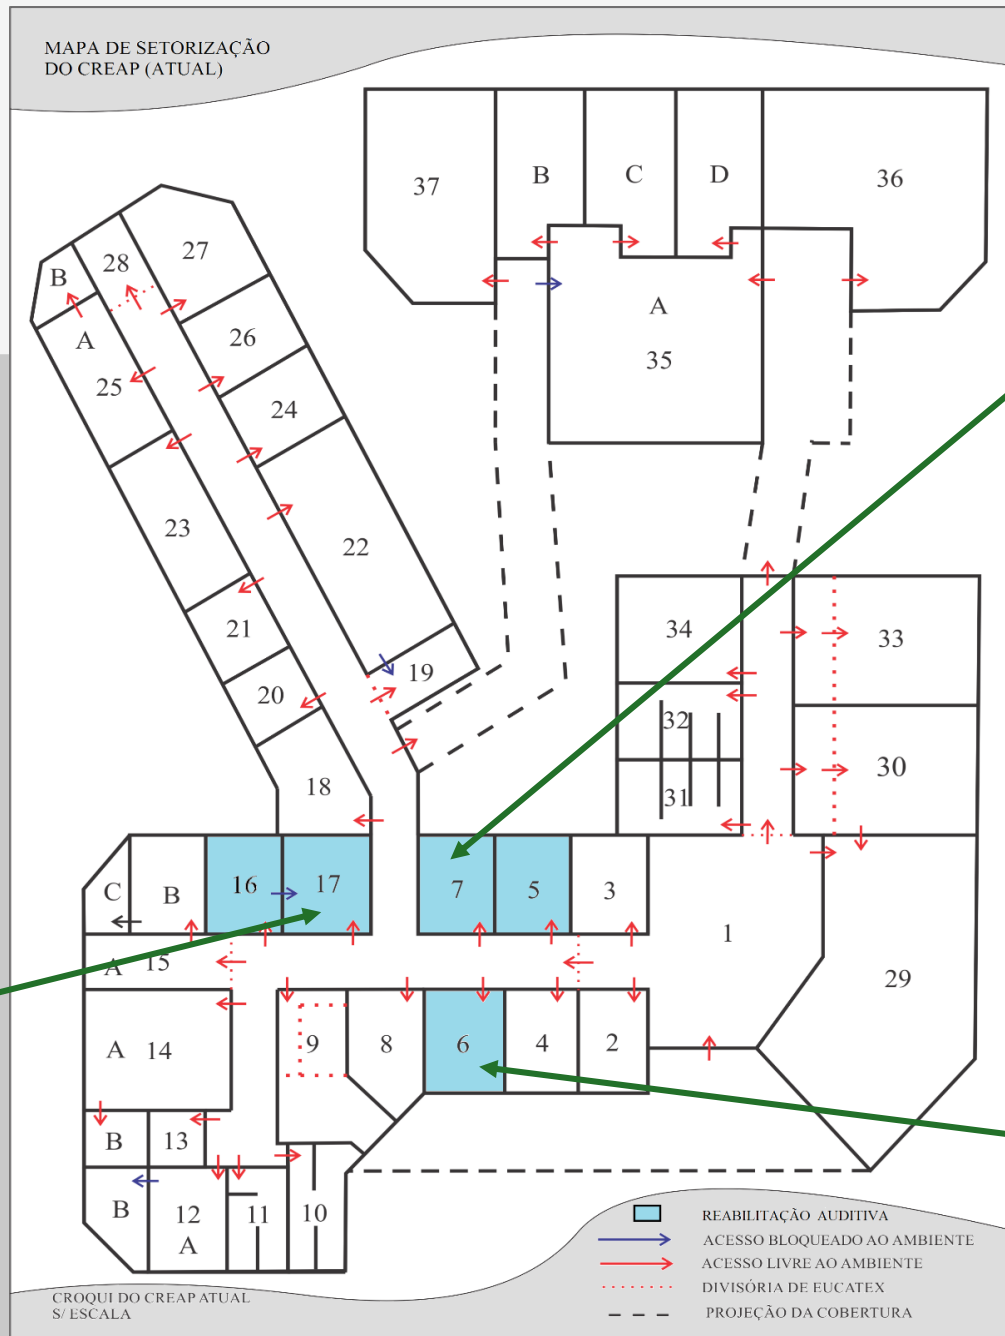 MAPA DE SETORIZAÇÃO
DO CREAP (ATUAL)
37
B
C
D
36
A
35
B
28
27
A
25
26
24
23
22
21
20
19
18
34
33
32
31
30
C
B
16
17
7
5
3
1
A 15
29
A 14
9
8
6
4
2
B
13
B
12
A
11
10
REABILITAÇÃO AUDITIVA
ACESSO BLOQUEADO AO AMBIENTE
ACESSO LIVRE AO AMBIENTE
DIVISÓRIA DE EUCATEX
PROJEÇÃO DA COBERTURA
CROQUI DO CREAP ATUAL
S/ ESCALA